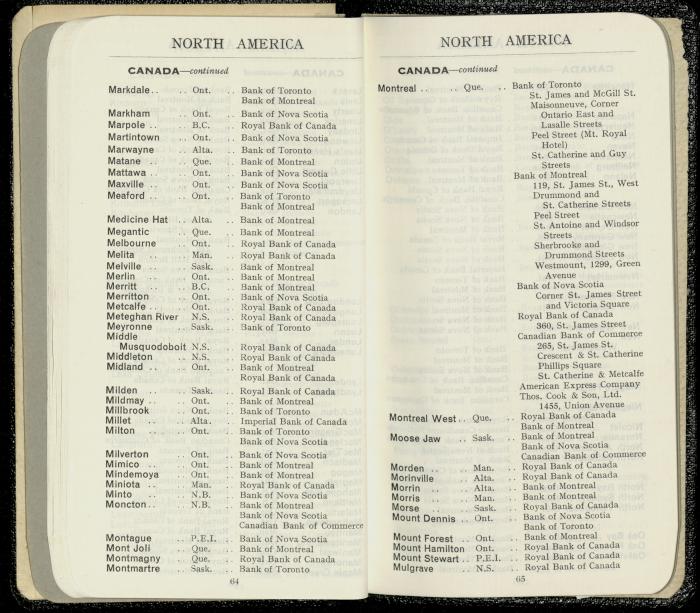 NORTH AMERICA
CANADA—continued
Markdale .. .. Ont. .. Bank of Toronto
Bank of Montreal
Markham .. Ont. .. Bank of Nova Scotia
Marpole .. .. B.C. .. Royal Bank of Canada
Martintown .. Ont. .. Bank of Nova Scotia
Marwayne .. Alta. .. Bank of Toronto
Matane .. .. Que. .. Bank of Montreal
Mattawa .. .. Ont. .. Bank of Nova Scotia
Maxville .. .. Ont. .. Bank of Nova Scotia
Meaford .. .. Ont. .. Bank of Toronto
Bank of Montreal
Medicine Hat .. Alta. .. Bank of Montreal
Megantic .. Que. .. Bank of Montreal
Melbourne .. Ont. .. Royal Bank of Canada
Melita .. .. Man. .. Royal Bank of Canada
Melville .. .. Sask. .. Bank of Montreal
Merlin .. .. Ont. .. Bank of Montreal
Merritt .. .. B.C. .. Bank of Montreal
Merritton .. Ont. .. Bank of Nova Scotia
Metcalfe .. .. Ont. .. Royal Bank of Canada
Meteghan River N.S. .. Royal Bank of Canada
Meyronne .. Sask. .. Bank of Toronto
Middle
Musquodoboit N.S. .. Royal Bank of Canada
Middleton .. N.S. .. Royal Bank of Canada
Midland .. .. Ont. .. Bank of Montreal
Royal Bank of Canada
Milden .. .. Sask. .. Royal Bank of Canada
Mildmay .. .. Ont. .. Bank of Montreal
Millbrook .. Ont. .. Bank of Toronto
Millet .. .. Alta. .. Imperial Bank of Canada
Milton .. .. Ont. .. Bank of Toronto
Bank of Nova Scotia
Milverton .. Ont. .. Bank of Nova Scotia
Mimico .. .. Ont. .. Bank of Montreal
Mindemoya .. Ont. .. Bank of Montreal
Miniota .. .. Man. .. Royal Bank of Canada
Minto .. .. N.B. .. Bank of Nova Scotia
Moncton .. .. N.B. .. Bank of Montreal
Bank of Nova Scotia
Canadian Bank of Commerce
Montague .. P.E.I. .. Bank of Nova Scotia
Mont Joli .. Que. .. Bank of Montreal
Montmagny .. Que. .. Royal Bank of Canada
Montmartre .. Sask. .. Bank of Toronto
64
NORTH AMERICA
CANADA—continued
Montreal .. .. Que. .. Bank of Toronto
St. James and McGill St.
Maisonneuve, Corner
Ontario East and
Lasalle Streets
Peel Street (Mt. Royal
Hotel)
St. Catherine and Guy
Streets
Bank of Montreal
119, St. James St., West
Drummond and
St. Catherine Streets
Peel Street
St. Antoine and Windsor
Streets
Sherbrooke and
Drummond Streets
Westmount, 1299, Green
Avenue
Bank of Nova Scotia
Corner St. James Street
and Victoria Square
Royal Bank of Canada
360, St. James Street
Canadian Bank of Commerce
265, St. James St.
Crescent & St. Catherine
Phillips Square
St. Catherine & Metcalfe
American Express Company
Thos. Cook & Son, Ltd.
1455, Union Avenue
Montreal West .. Que. .. Royal Bank of Canada
Bank of Montreal
Moose Jaw .. Sask. .. Bank of Montreal
Bank of Nova Scotia
Canadian Bank of Commerce
Morden .. .. Man. .. Royal Bank of Canada
Morinville .. Alta. .. Royal Bank of Canada
Morrin .. .. Alta. .. Bank of Montreal
Morris .. .. Man. .. Bank of Montreal
Morse .. .. Sask. .. Royal Bank of Canada
Mount Dennis .. Ont. .. Bank of Nova Scotia
Bank of Toronto
Mount Forest .. Ont. .. Bank of Montreal
Mount Hamilton Ont. .. Royal Bank of Canada
Mount Stewart .. P.E.I. .. Royal Bank of Canada
Mulgrave .. N.S. .. Royal Bank of Canada
65